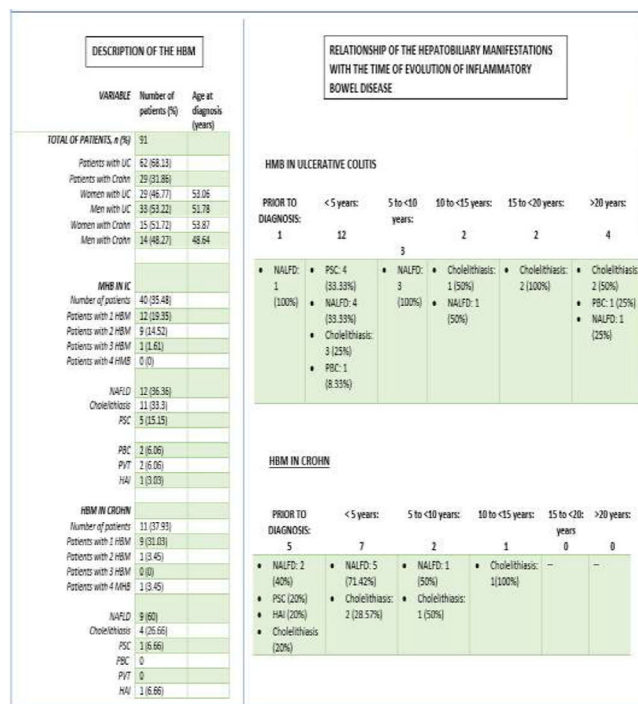 DESCRIPTION OF THE HBM
VARIABLE Number of patients (%) Age at diagnosis (years)
TOTAL OF PATIENTS, n (%) 91
Patients with UC 62 (68.13)
Patients with Crohn 29 (31.86)
Women with UC 29 (46.77) 53.06
Men with UC 33 (53.22) 51.78
Women with Crohn 15 (51.72) 53.87
Men with Crohn 14 (48.27) 48.64
MHB IN IC
Number of patients 40 (35.48)
Patients with 1 HBM 12 (19.35)
Patients with 2 HBM 9 (14.52)
Patients with 3 HBM 1 (1.61)
Patients with 4 HMB 0 (0)
NAFLD 12 (36.36)
Cholelithiasis 11 (33.3)
PSC 5 (15.15)
PBC 2 (6.06)
PVT 2 (6.06)
HAI 1 (3.03)
HBM IN CROHN
Number of patients 11 (37.93)
Patients with 1 HBM 9 (31.03)
Patients with 2 HBM 1 (3.45)
Patients with 3 HBM 0 (0)
Patients with 4 MHB 1 (3.45)
NAFLD 9 (60)
Cholelithiasis 4 (26.66)
PSC 1 (6.66)
PBC 0
PVT 0
HAI 1 (6.66)
RELATIONSHIP OF THE HEPATOBILIARY MANIFESTATIONS
WITH THE TIME OF EVOLUTION OF INFLAMMATORY
BOWEL DISEASE
HMB IN ULCERATIVE COLITIS
PRIOR TO DIAGNOSIS: 1
< 5 years: 12
5 to <10 years: 3
10 to <15 years: 2
15 to <20 years: 2
>20 years: 4
• NALFD: 1 (100%)
• PSC: 4 (33.33%)
• NALFD: 4 (33.33%)
• Cholelithiasis: 3 (25%)
• PBC: 1 (8.33%)
• NALFD: 3 (100%)
• Cholelithiasis: 1 (50%)
• NALFD: 1 (50%)
• Cholelithiasis: 2 (100%)
• Cholelithiasis: 2 (50%)
• PBC: 1 (25%)
• NALFD: 1 (25%)
HBM IN CROHN
PRIOR TO DIAGNOSIS: 5
< 5 years: 7
5 to <10 years: 2
10 to <15 years: 1
15 to <20: years 0
>20 years: 0
• NALFD: 2 (40%)
• PSC (20%)
• HAI (20%)
• Cholelithiasis (20%)
• NALFD: 5 (71.42%)
• Cholelithiasis: 2 (28.57%)
• NALFD: 1 (50%)
• Cholelithiasis: 1 (50%)
• Cholelithiasis: 1(100%)
--
--